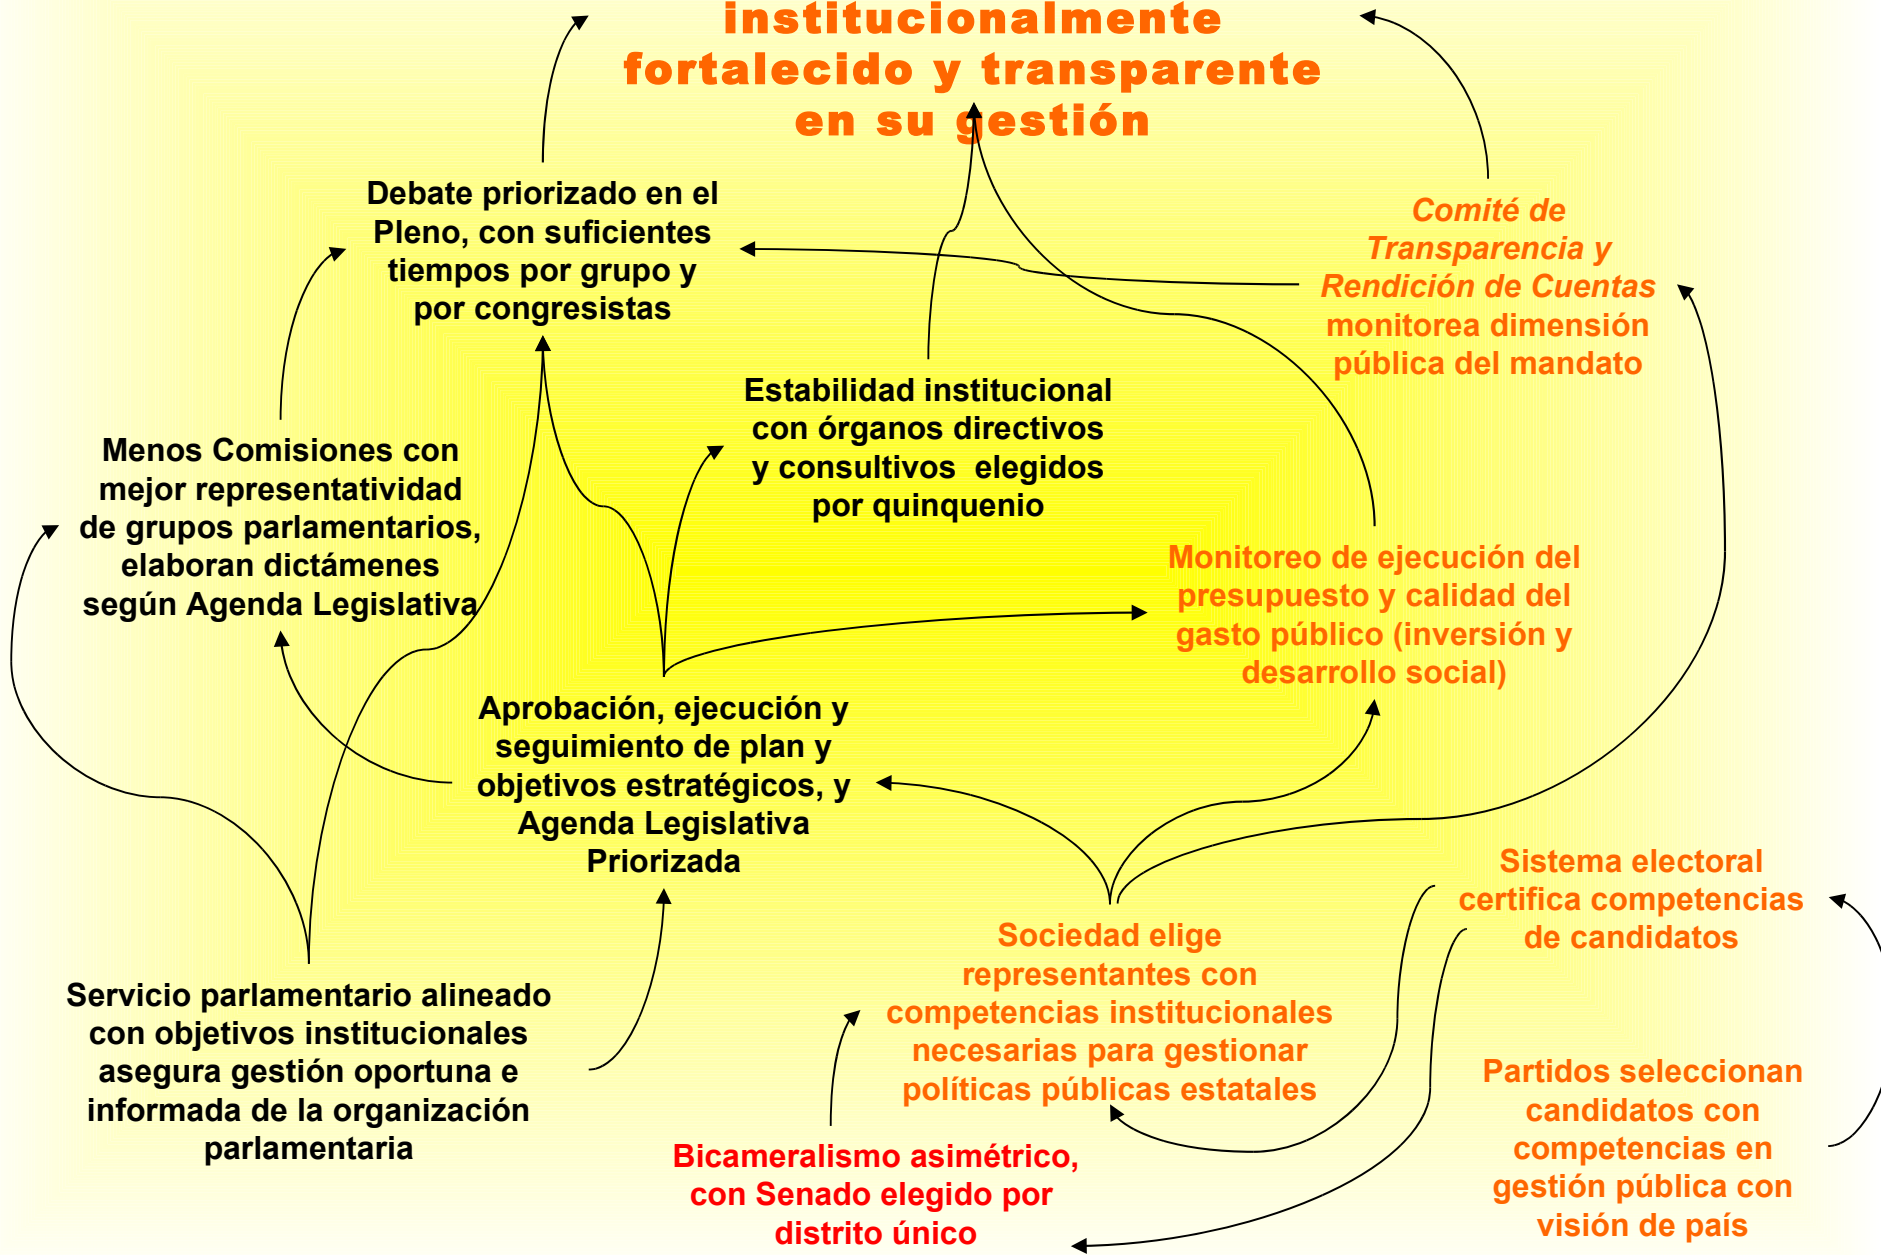 institucionalmente
fortalecido y transparente
en su gestión
Debate priorizado en el
Pleno, con suficientes
tiempos por grupo y
por congresistas
Comité de
Transparencia y
Rendición de Cuentas
monitorea dimensión
pública del mandato
Estabilidad institucional
con órganos directivos
y consultivos  elegidos
por quinquenio
Menos Comisiones con
mejor representatividad
de grupos parlamentarios,
elaboran dictámenes
según Agenda Legislativa
Monitoreo de ejecución del
presupuesto y calidad del
gasto público (inversión y
desarrollo social)
Aprobación, ejecución y
seguimiento de plan y
objetivos estratégicos, y
Agenda Legislativa
Priorizada
Sistema electoral
certifica competencias
de candidatos
Sociedad elige
representantes con
competencias institucionales
necesarias para gestionar
políticas públicas estatales
Servicio parlamentario alineado
con objetivos institucionales
asegura gestión oportuna e
informada de la organización
parlamentaria
Partidos seleccionan
candidatos con
competencias en
gestión pública con
visión de país
Bicameralismo asimétrico,
con Senado elegido por
distrito único